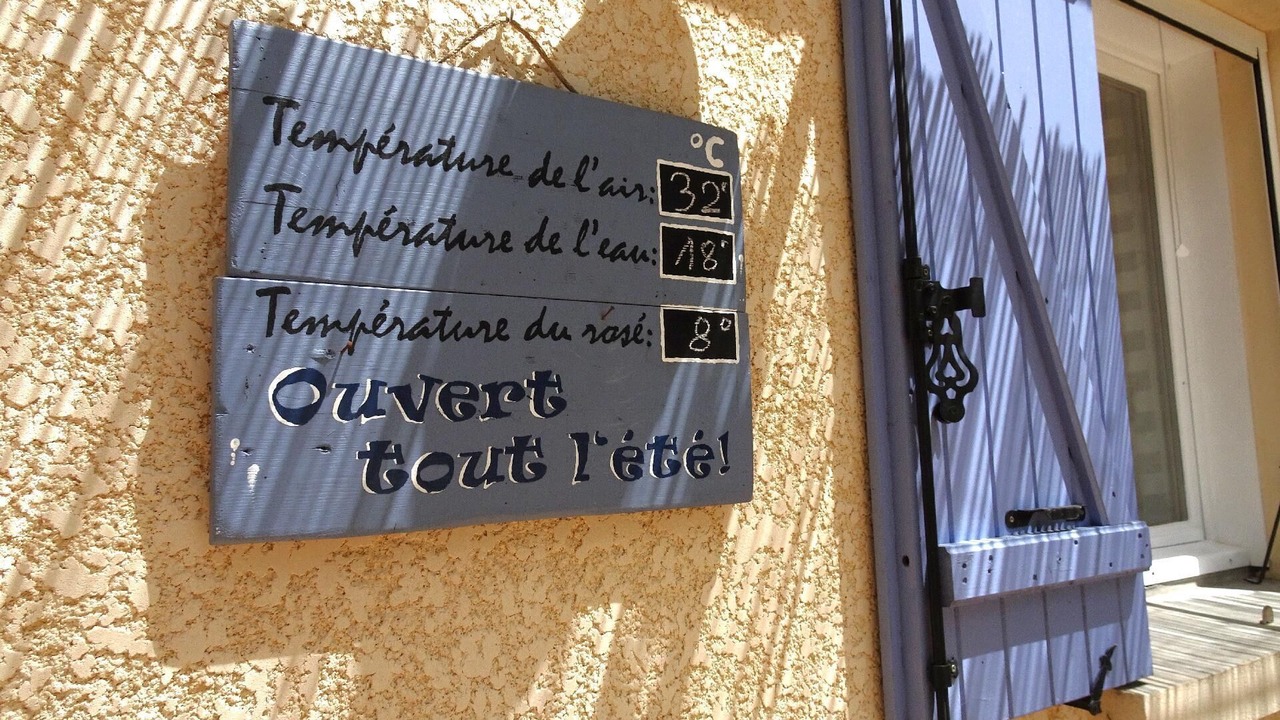 °C
Température de l'air: 32°
Température de l'eau: 18°
Température du rosé: 8°
Ouvert
tout l'été!